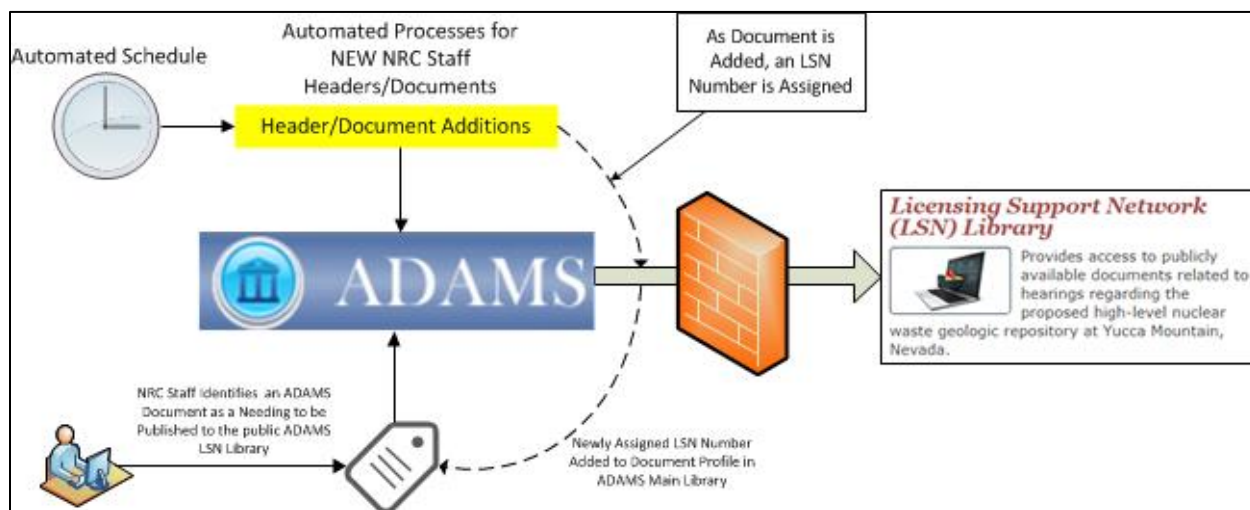 Automated Schedule
Automated Processes for
NEW NRC Staff
Headers/Documents
Header/Document Additions
As Document is
Added, an LSN
Number is Assigned
ADAMS
Licensing Support Network
(LSN) Library
Provides access to publicly
available documents related to
hearings regarding the
proposed high-level nuclear
waste geologic repository at Yucca Mountain,
Nevada.
NRC Staff Identifies an ADAMS
Document as a Needing to be
Published to the public ADAMS
LSN Library
Newly Assigned LSN Number
Added to Document Profile in
ADAMS Main Library